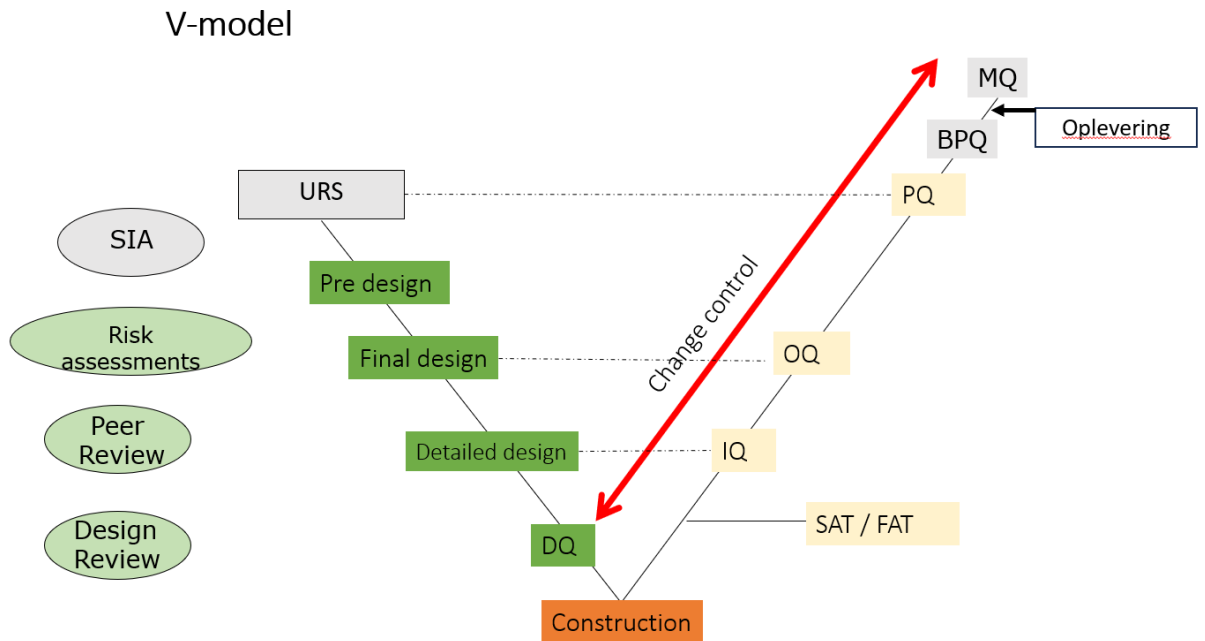 V-model
MQ
Oplevering
BPQ
URS
PQ
SIA
Pre design
Change control
Risk
assessments
Final design
OQ
Peer
Review
Detailed design
IQ
Design
Review
DQ
SAT / FAT
Construction